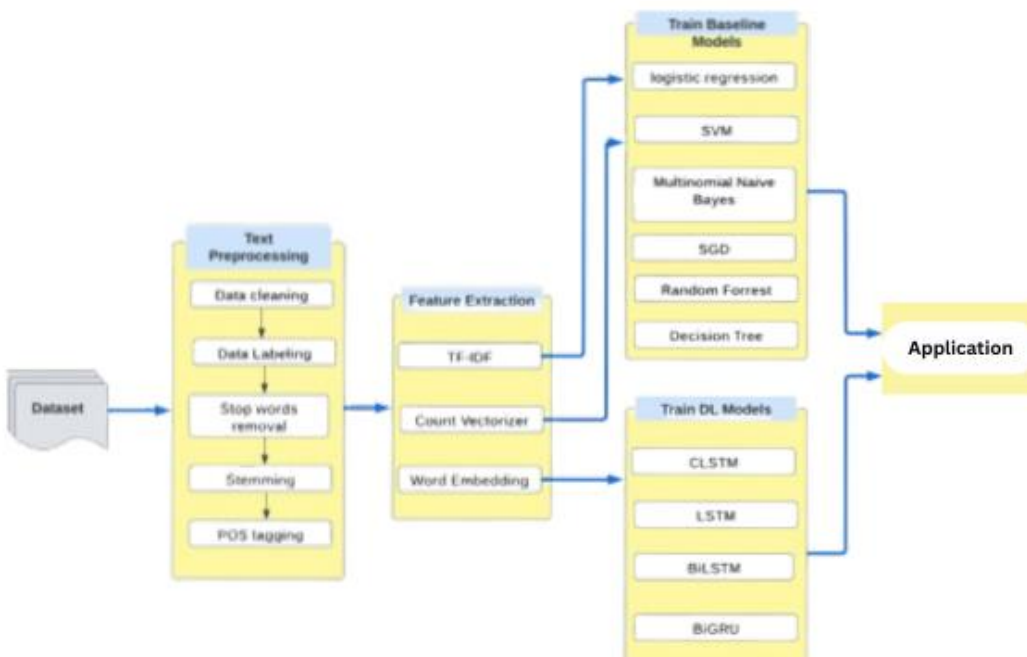 Dataset
Text
Preprocessing
Data cleaning
Data Labeling
Stop words
removal
Stemming
POS tagging
Feature Extraction
TF-IDF
Count Vectorizer
Word Embedding
Train Baseline
Models
logistic regression
SVM
Multinomial Naive
Bayes
SGD
Random Forrest
Decision Tree
Train DL Models
CLSTM
LSTM
BiLSTM
BiGRU
Application